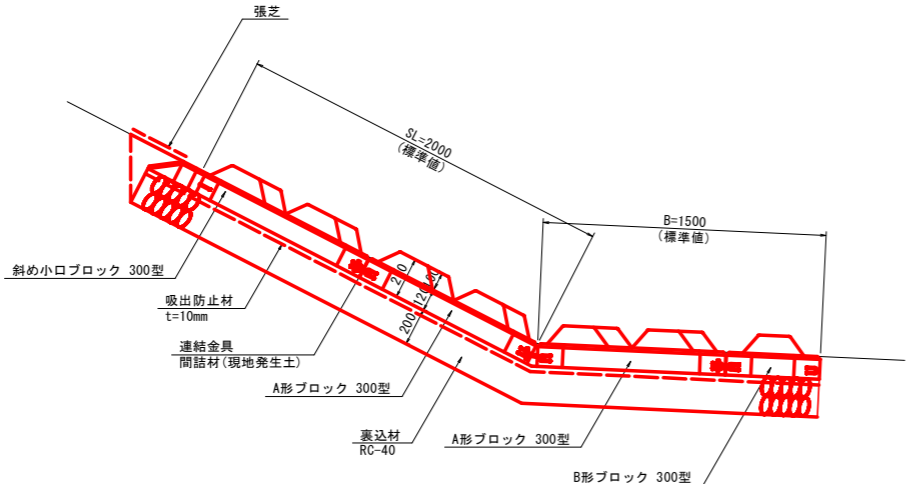 張芝
SL=2000
(標準値)
B=1500
(標準値)
斜め小口ブロック 300型
吸出防止材
t=10mm
連結金具
間詰材(現地発生土)
200
A形ブロック 300型
裏込材
RC-40
A形ブロック 300型
B形ブロック 300型